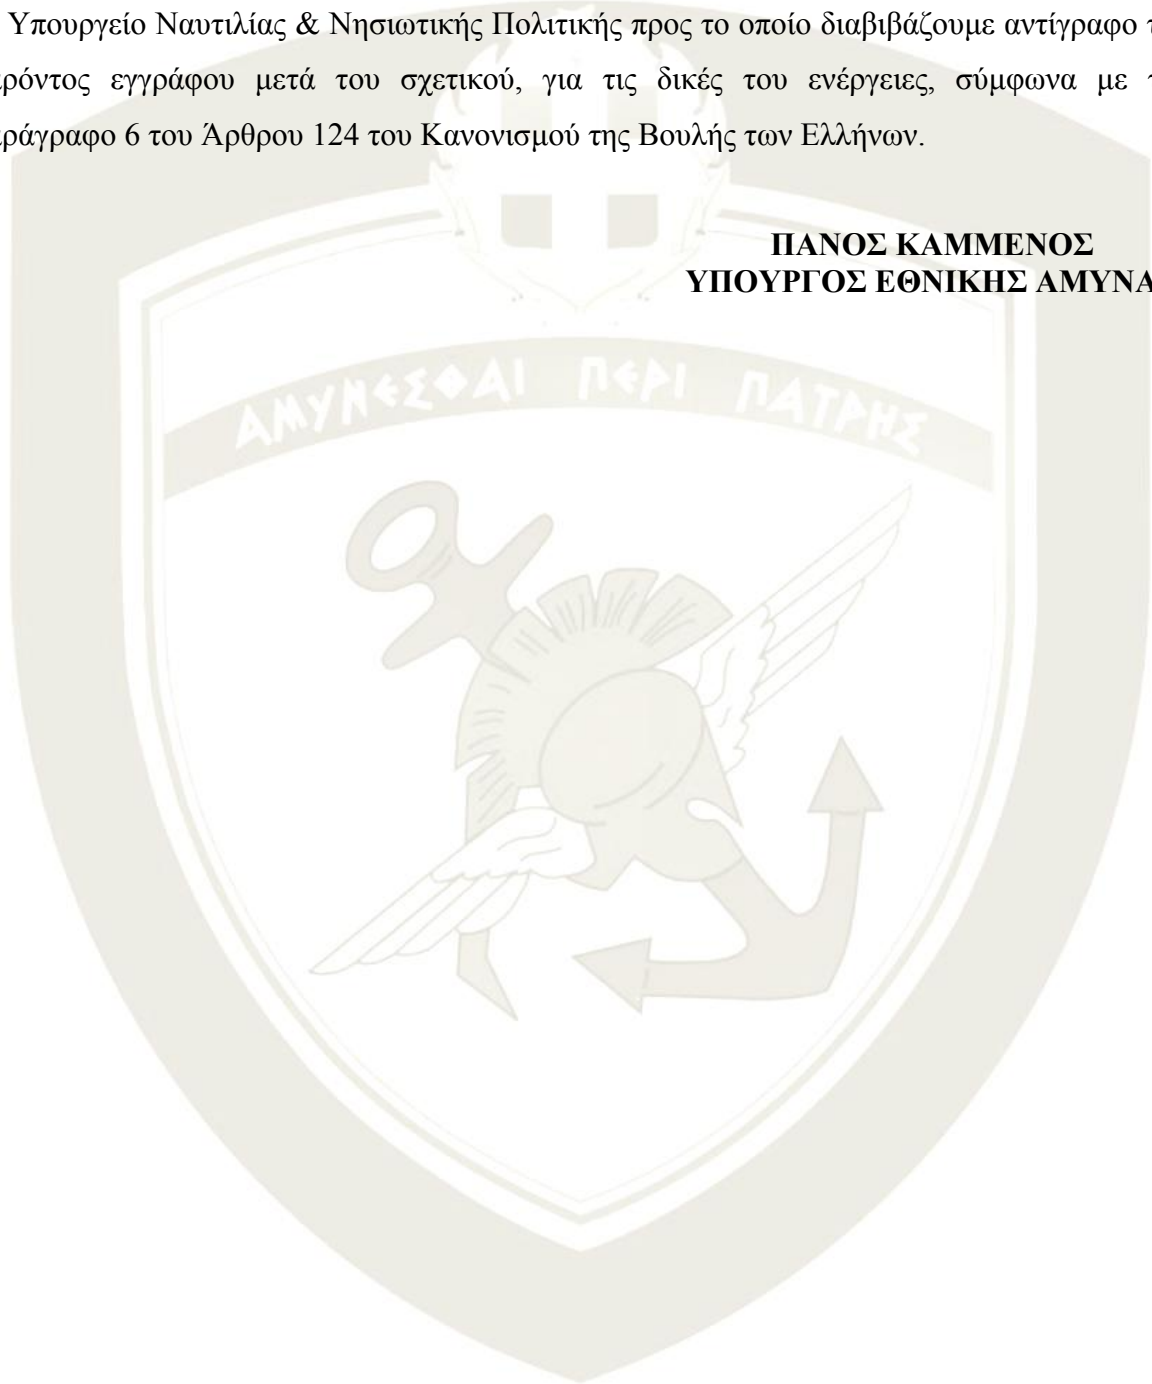 Υπουργείο Ναυτιλίας & Νησιωτικής Πολιτικής προς το οποίο διαβιβάζουμε αντίγραφο τ
ρόντος εγγράφου μετά του σχετικού, για τις δικές του ενέργειες, σύμφωνα με τ
ράγραφο 6 του Άρθρου 124 του Κανονισμού της Βουλής των Ελλήνων.
ΠΑΝΟΣ ΚΑΜΜΕΝΟΣ
ΥΠΟΥΡΓΟΣ ΕΘΝΙΚΗΣ ΑΜΥΝΑ
ΑΜΥΝΕΣΘΑΙ ΠΕΡΙ ΠΑΤΡΗΣ